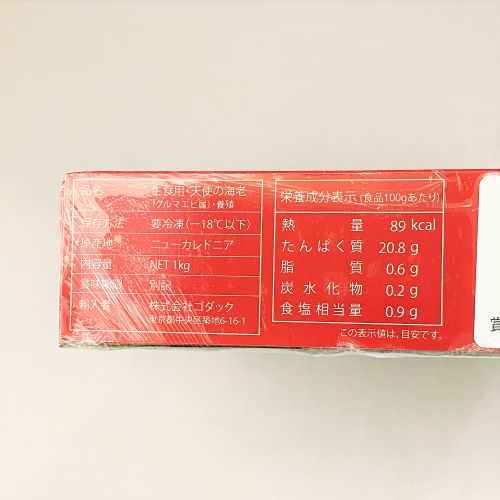 品名 生食用・天使の海老
(クルマエビ属)・養殖
保存方法 要冷凍(−18℃以下)
原産地 ニューカレドニア
内容量 NET 1kg
賞味期限 別記
輸入者 株式会社ゴダック
東京都中央区築地6-16-1
栄養成分表示(食品100gあたり)
熱量 89 kcal
たんぱく質 20.8 g
脂質 0.6 g
炭水化物 0.2 g
食塩相当量 0.9 g
この表示値は、目安です。
賞